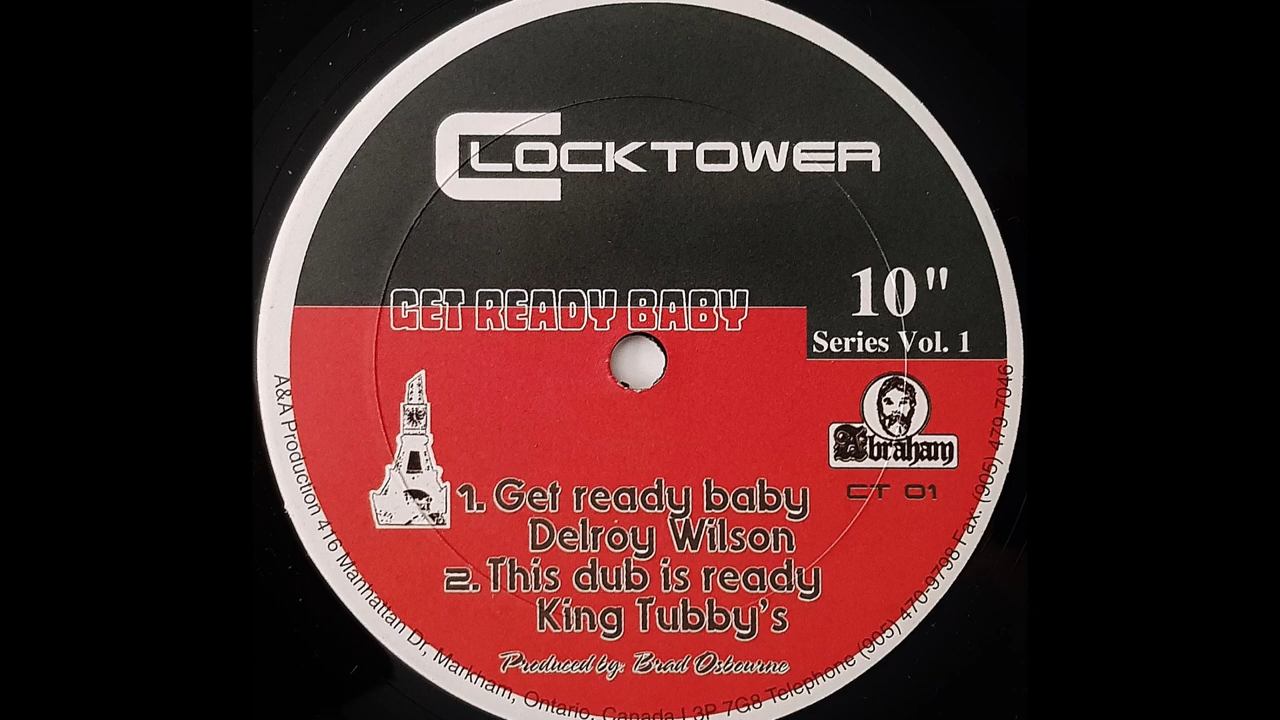 CLOCKTOWER
GET READY BABY
10"
Series Vol. 1
Abraham
CT 01
1. Get ready baby
Delroy Wilson
2. This dub is ready
King Tubby's
Produced by: Brad Osbourne
A&A Production 416 Manhattan Dr, Markham, Ontario, Canada L3P 7G8 Telephone (905) 470-9798 Fax. (905) 479 7046